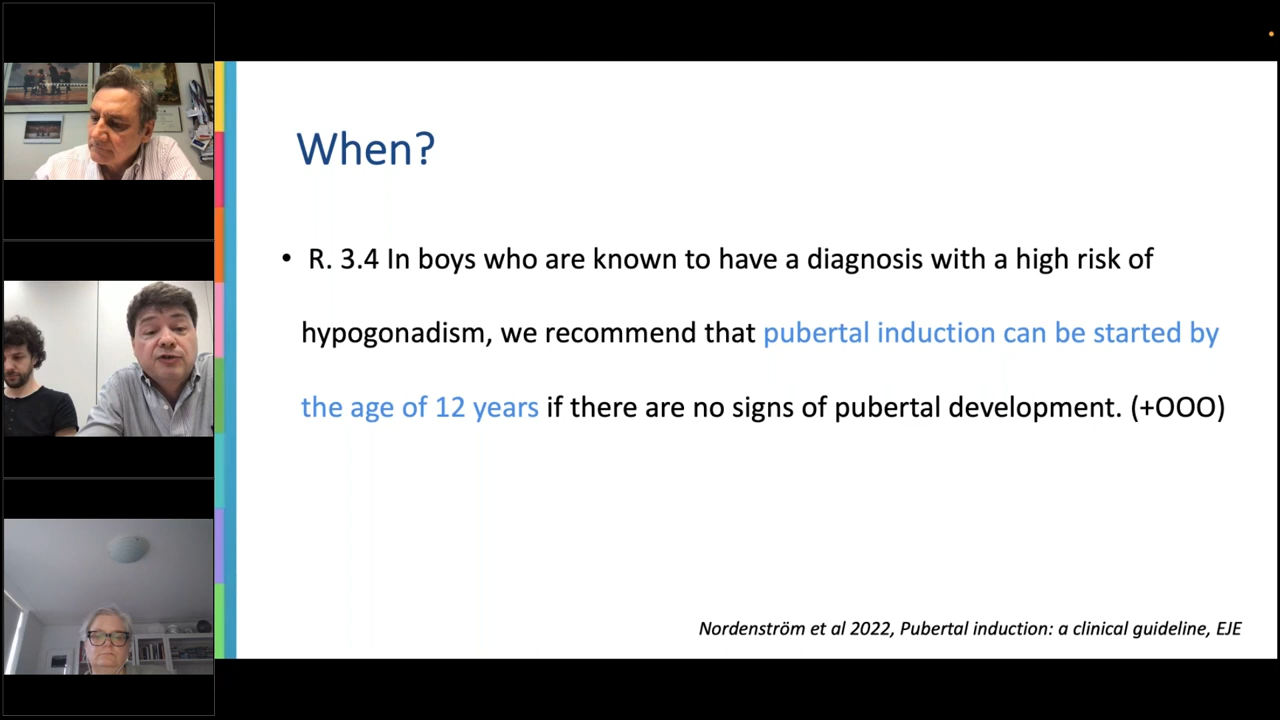 When?
• R. 3.4 In boys who are known to have a diagnosis with a high risk of
hypogonadism, we recommend that pubertal induction can be started by
the age of 12 years if there are no signs of pubertal development. (+OOO)
Nordenström et al 2022, Pubertal induction: a clinical guideline, EJE